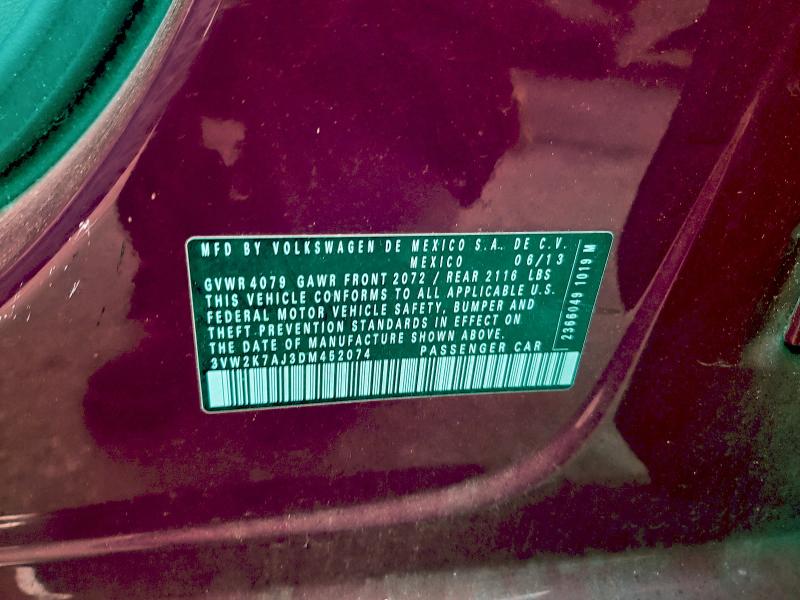 MFD BY VOLKSWAGEN DE MEXICO S.A. DE C.V.
MEXICO 06/13
GVWR 4079 GAWR FRONT 2072 / REAR 2116 LBS
THIS VEHICLE CONFORMS TO ALL APPLICABLE U.S.
FEDERAL MOTOR VEHICLE SAFETY, BUMPER AND
THEFT PREVENTION STANDARDS IN EFFECT ON
THE DATE OF MANUFACTURE SHOWN ABOVE.
3VW2K7AJ3DM452074 PASSENGER CAR
2366049 1019 M